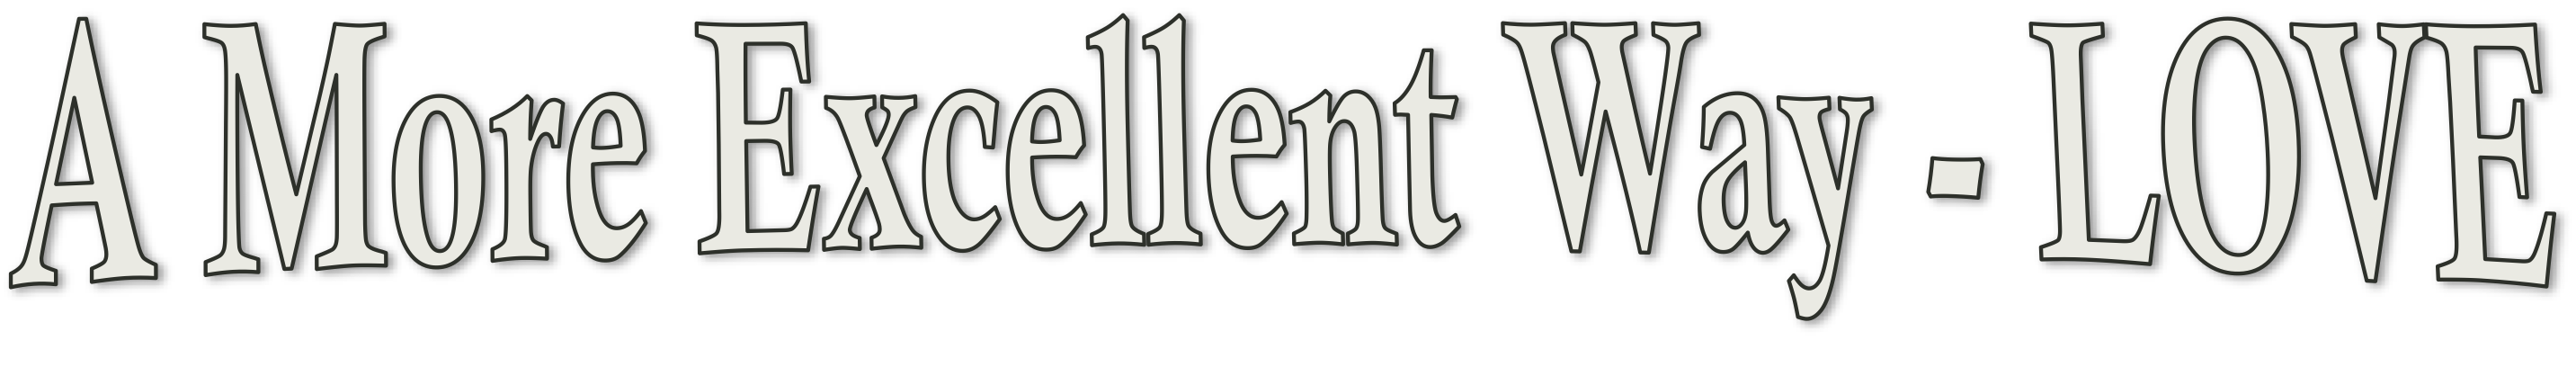 A More Excellent Way - LOVE